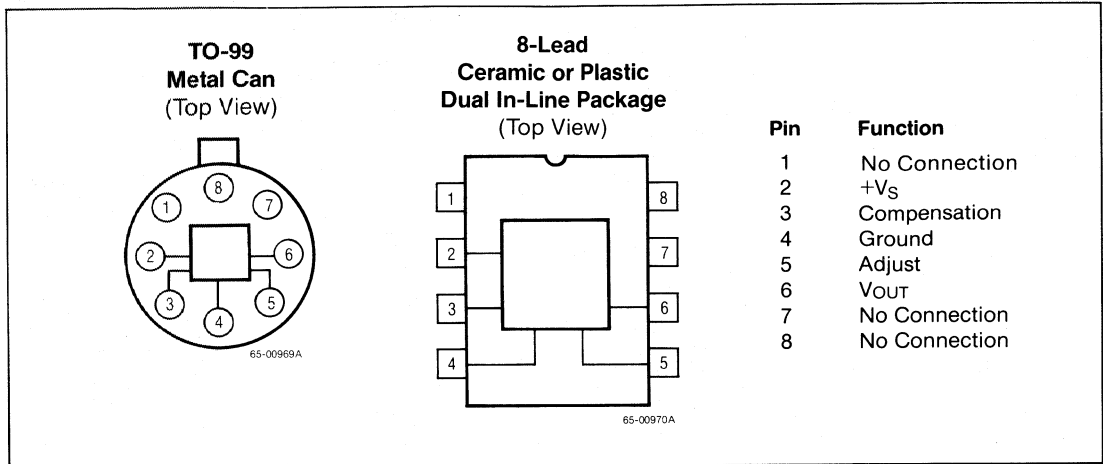 TO-99
Metal Can
(Top View)
8
1
7
2
6
3
5
4
65-00969A
8-Lead
Ceramic or Plastic
Dual In-Line Package
(Top View)
1
8
2
7
3
6
4
5
65-00970A
Pin Function
1 No Connection
2 +VS
3 Compensation
4 Ground
5 Adjust
6 VOUT
7 No Connection
8 No Connection